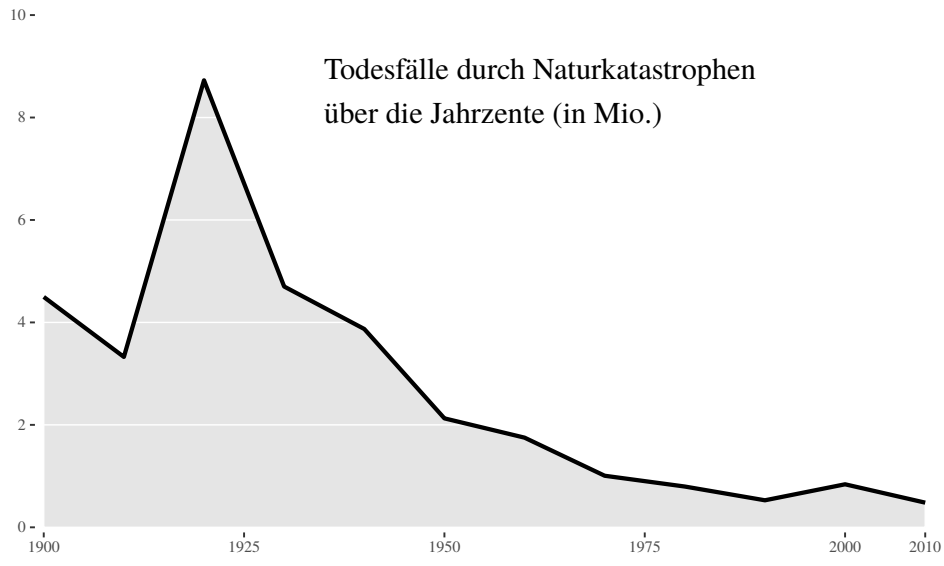 10
Todesfälle durch Naturkatastrophen
über die Jahrzente (in Mio.)
8
6
4
2
0
1900 1925 1950 1975 2000 2010